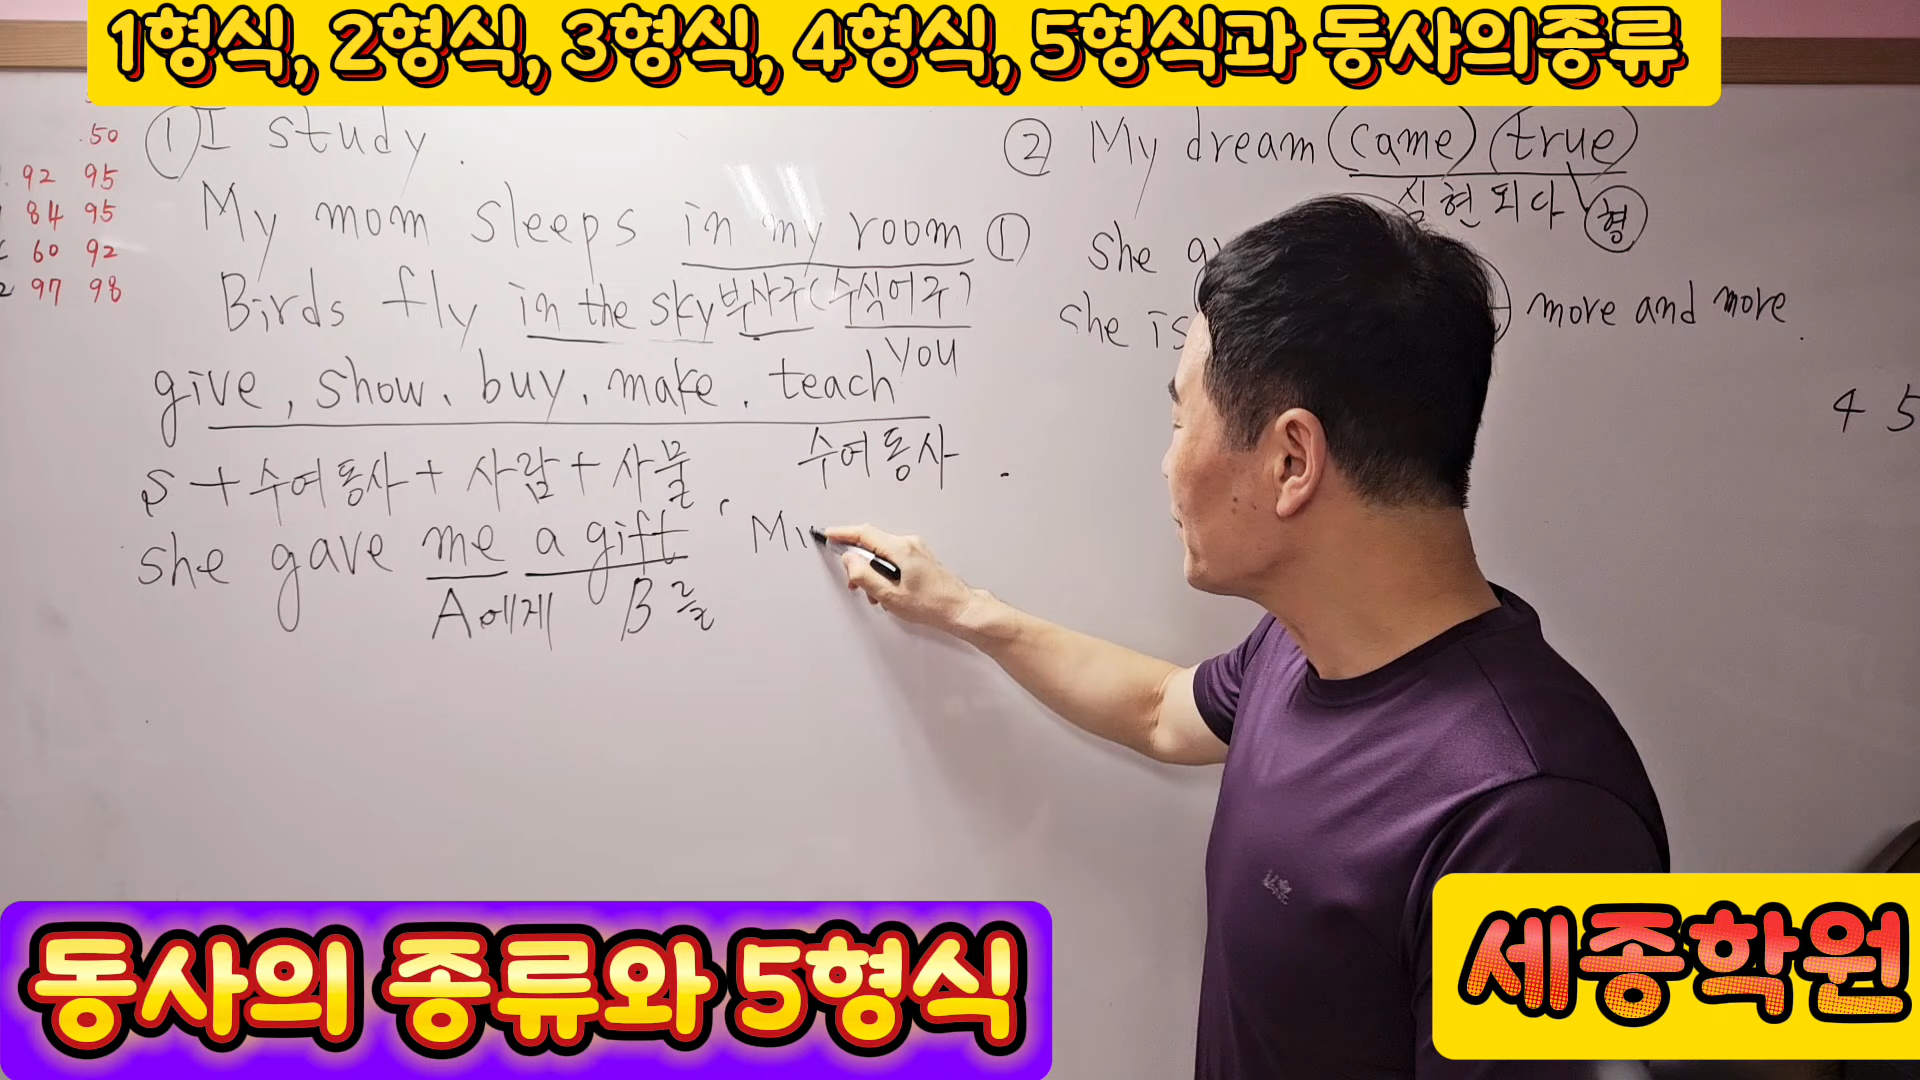 1형식, 2형식, 3형식, 4형식, 5형식과 동사의종류
50
92 95
84 95
60 92
2 97 98
① I study.
My mom sleeps in my room
부사구(수식어구)
Birds fly in the sky
you
give, show, buy, make, teach
수여동사.
S + 수여동사 + 사람 + 사물
she gave me a gift
A에게 B를
② My dream came true
실현되다 형
① she g
she is more and more.
4 5
동사의 종류와 5형식
세종학원